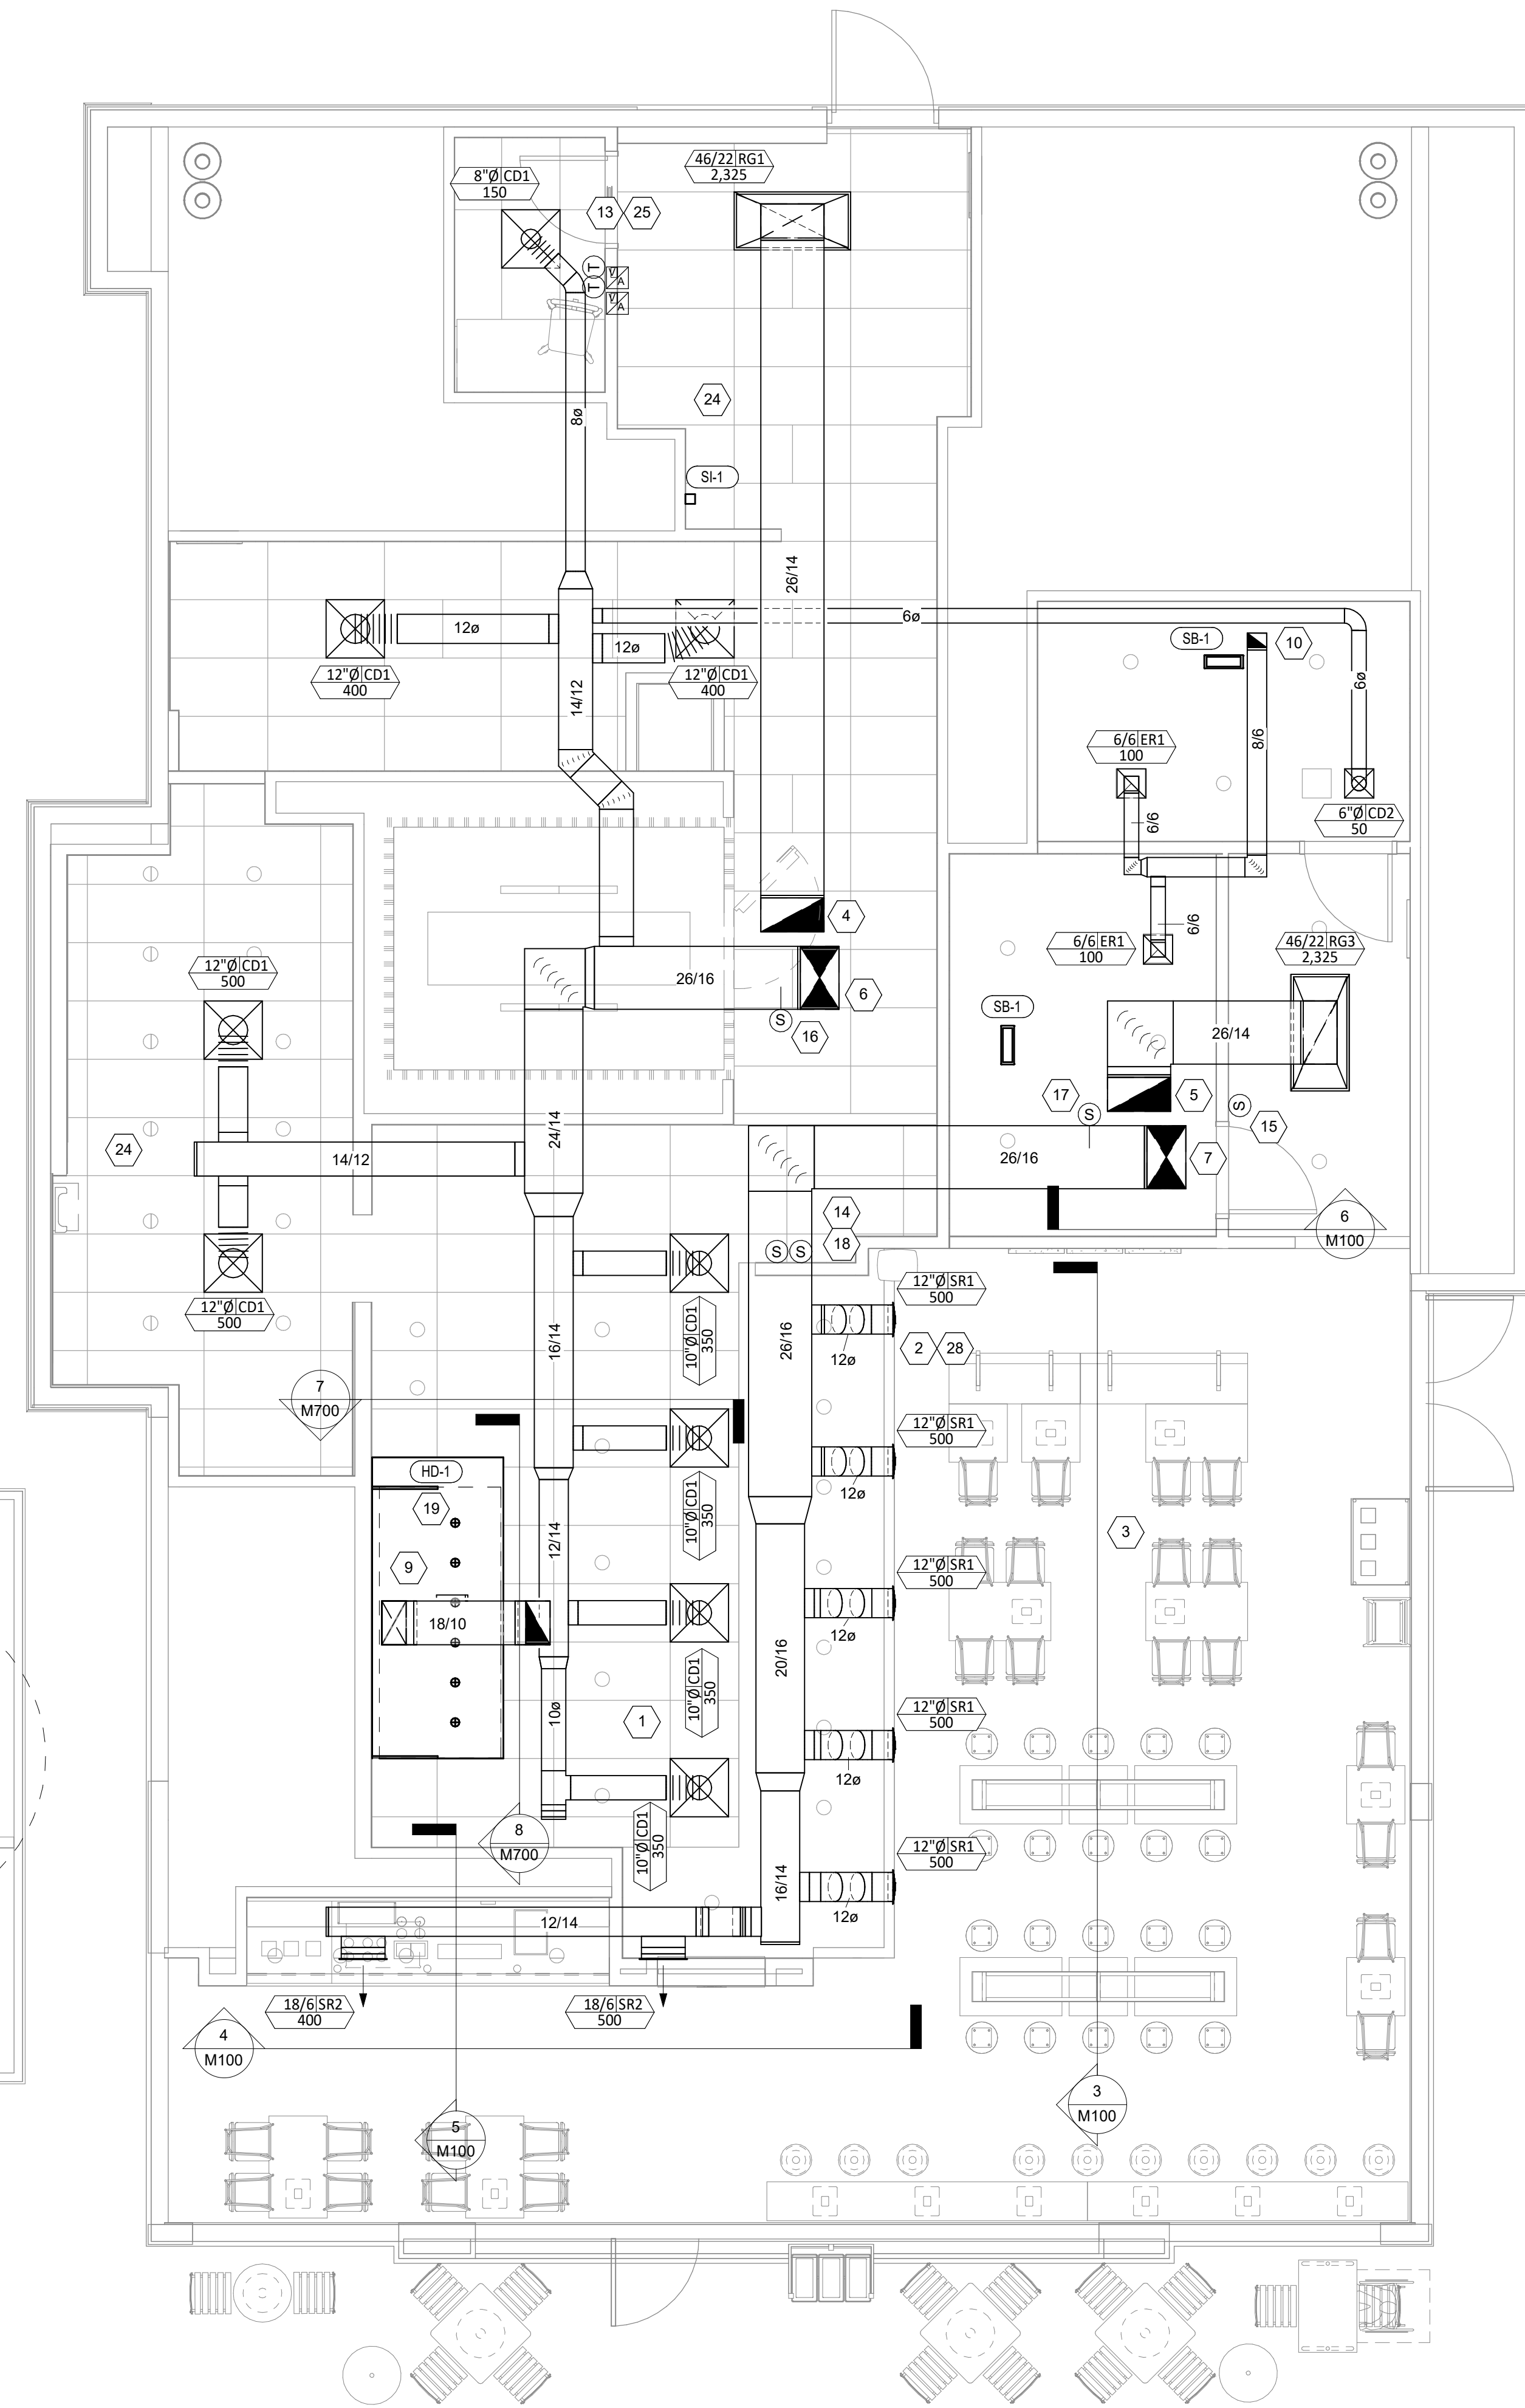 8"Ø CD1
150
46/22 RG1
2,325
13
25
T
T
V
A
V
A
24
8ø
SI-1
26/14
12ø
12ø
6ø
12"Ø CD1
400
12"Ø CD1
400
14/12
SB-1
10
6ø
8/6
6/6 ER1
100
6"Ø CD2
50
6/6
4
6/6
6/6 ER1
100
46/22 RG3
2,325
12"Ø CD1
500
26/16
6
S
16
SB-1
26/14
17
S
5
S
15
24
14/12
24/14
26/16
7
14
18
S
S
6
M100
12"Ø CD1
500
12"Ø SR1
500
10"Ø CD1
350
16/14
26/16
12ø
2
28
7
M700
12"Ø SR1
500
HD-1
19
10"Ø CD1
350
12ø
3
9
12/14
12"Ø SR1
500
18/10
12ø
20/16
10"Ø CD1
350
10ø
1
12"Ø SR1
500
12ø
8
M700
10"Ø CD1
350
12"Ø SR1
500
16/14
12ø
12/14
18/6 SR2
400
18/6 SR2
500
4
M100
3
M100
5
M100